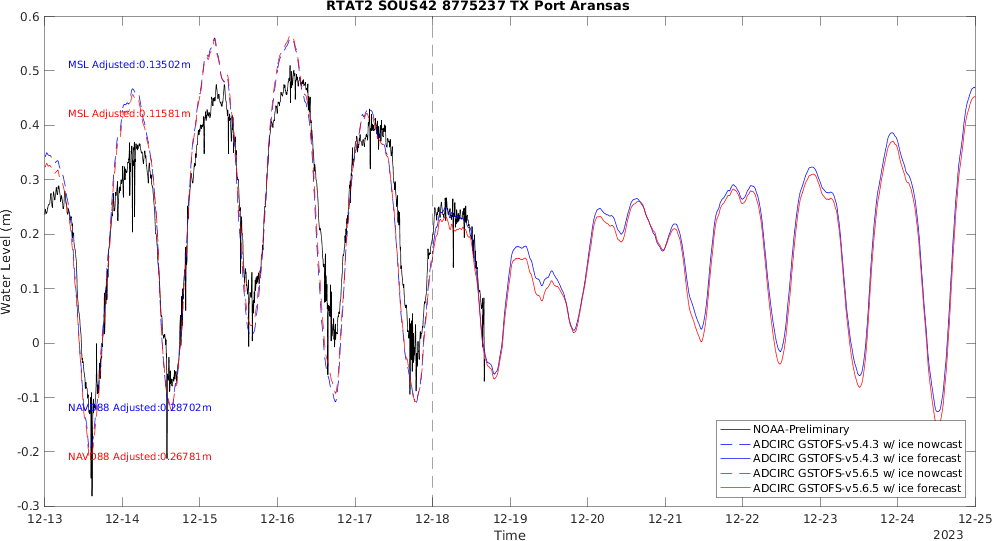 RTAT2 SOUS42 8775237 TX Port Aransas
Water Level (m)
0.6
0.5
0.4
0.3
0.2
0.1
0
-0.1
-0.2
-0.3
MSL Adjusted:0.13502m
MSL Adjusted:0.11581m
NAVD88 Adjusted:0.28702m
NAVD88 Adjusted:0.26781m
NOAA-Preliminary
ADCIRC GSTOFS-v5.4.3 w/ ice nowcast
ADCIRC GSTOFS-v5.4.3 w/ ice forecast
ADCIRC GSTOFS-v5.6.5 w/ ice nowcast
ADCIRC GSTOFS-v5.6.5 w/ ice forecast
12-13 12-14 12-15 12-16 12-17 12-18 12-19 12-20 12-21 12-22 12-23 12-24 12-25
Time
2023